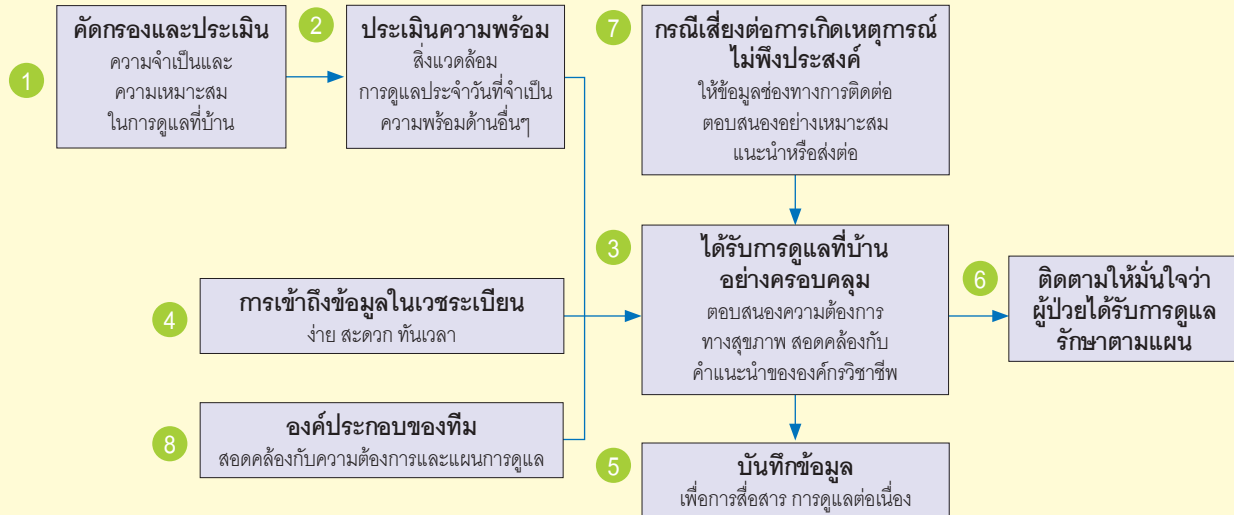 1
คัดกรองและประเมิน
ความจำเป็นและ
ความเหมาะสม
ในการดูแลที่บ้าน
2
ประเมินความพร้อม
สิ่งแวดล้อม
การดูแลประจำวันที่จำเป็น
ความพร้อมด้านอื่นๆ
7
กรณีเสี่ยงต่อการเกิดเหตุการณ์
ไม่พึงประสงค์
ให้ข้อมูลช่องทางการติดต่อ
ตอบสนองอย่างเหมาะสม
แนะนำหรือส่งต่อ
3
ได้รับการดูแลที่บ้าน
อย่างครอบคลุม
ตอบสนองความต้องการ
ทางสุขภาพ สอดคล้องกับ
คำแนะนำขององค์กรวิชาชีพ
4
การเข้าถึงข้อมูลในเวชระเบียน
ง่าย สะดวก ทันเวลา
6
ติดตามให้มั่นใจว่า
ผู้ป่วยได้รับการดูแล
รักษาตามแผน
8
องค์ประกอบของทีม
สอดคล้องกับความต้องการและแผนการดูแล
5
บันทึกข้อมูล
เพื่อการสื่อสาร การดูแลต่อเนื่อง